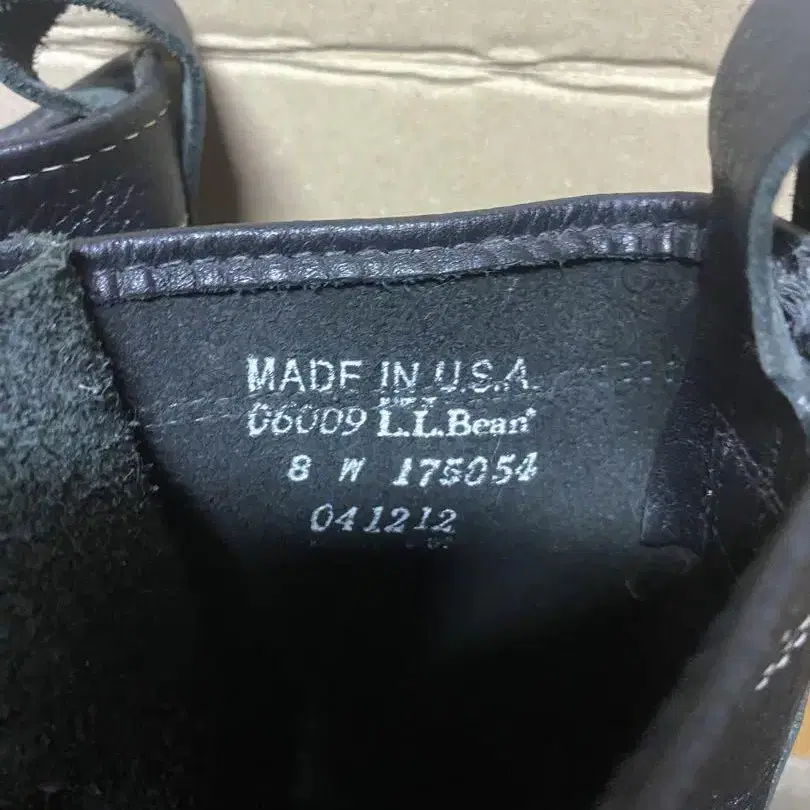 MADE IN U.S.A.
06009 L.L.Bean®
8 M 175054
041212